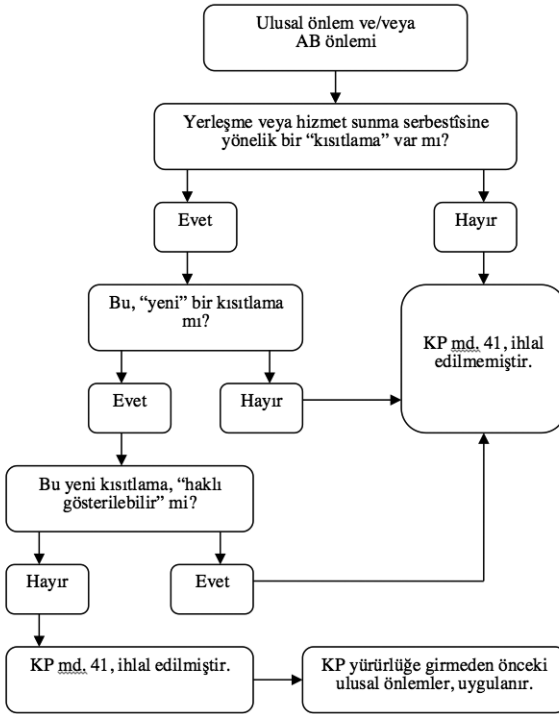 Ulusal önlem ve/veya
AB önlemi
Yerleşme veya hizmet sunma serbestîsine
yönelik bir “kısıtlama” var mı?
Evet
Hayır
Bu, “yeni” bir kısıtlama
mı?
KP md. 41, ihlal
edilmemiştir.
Evet
Hayır
Bu yeni kısıtlama, “haklı
gösterilebilir” mi?
Hayır
Evet
KP md. 41, ihlal edilmiştir.
KP yürürlüğe girmeden önceki
ulusal önlemler, uygulanır.